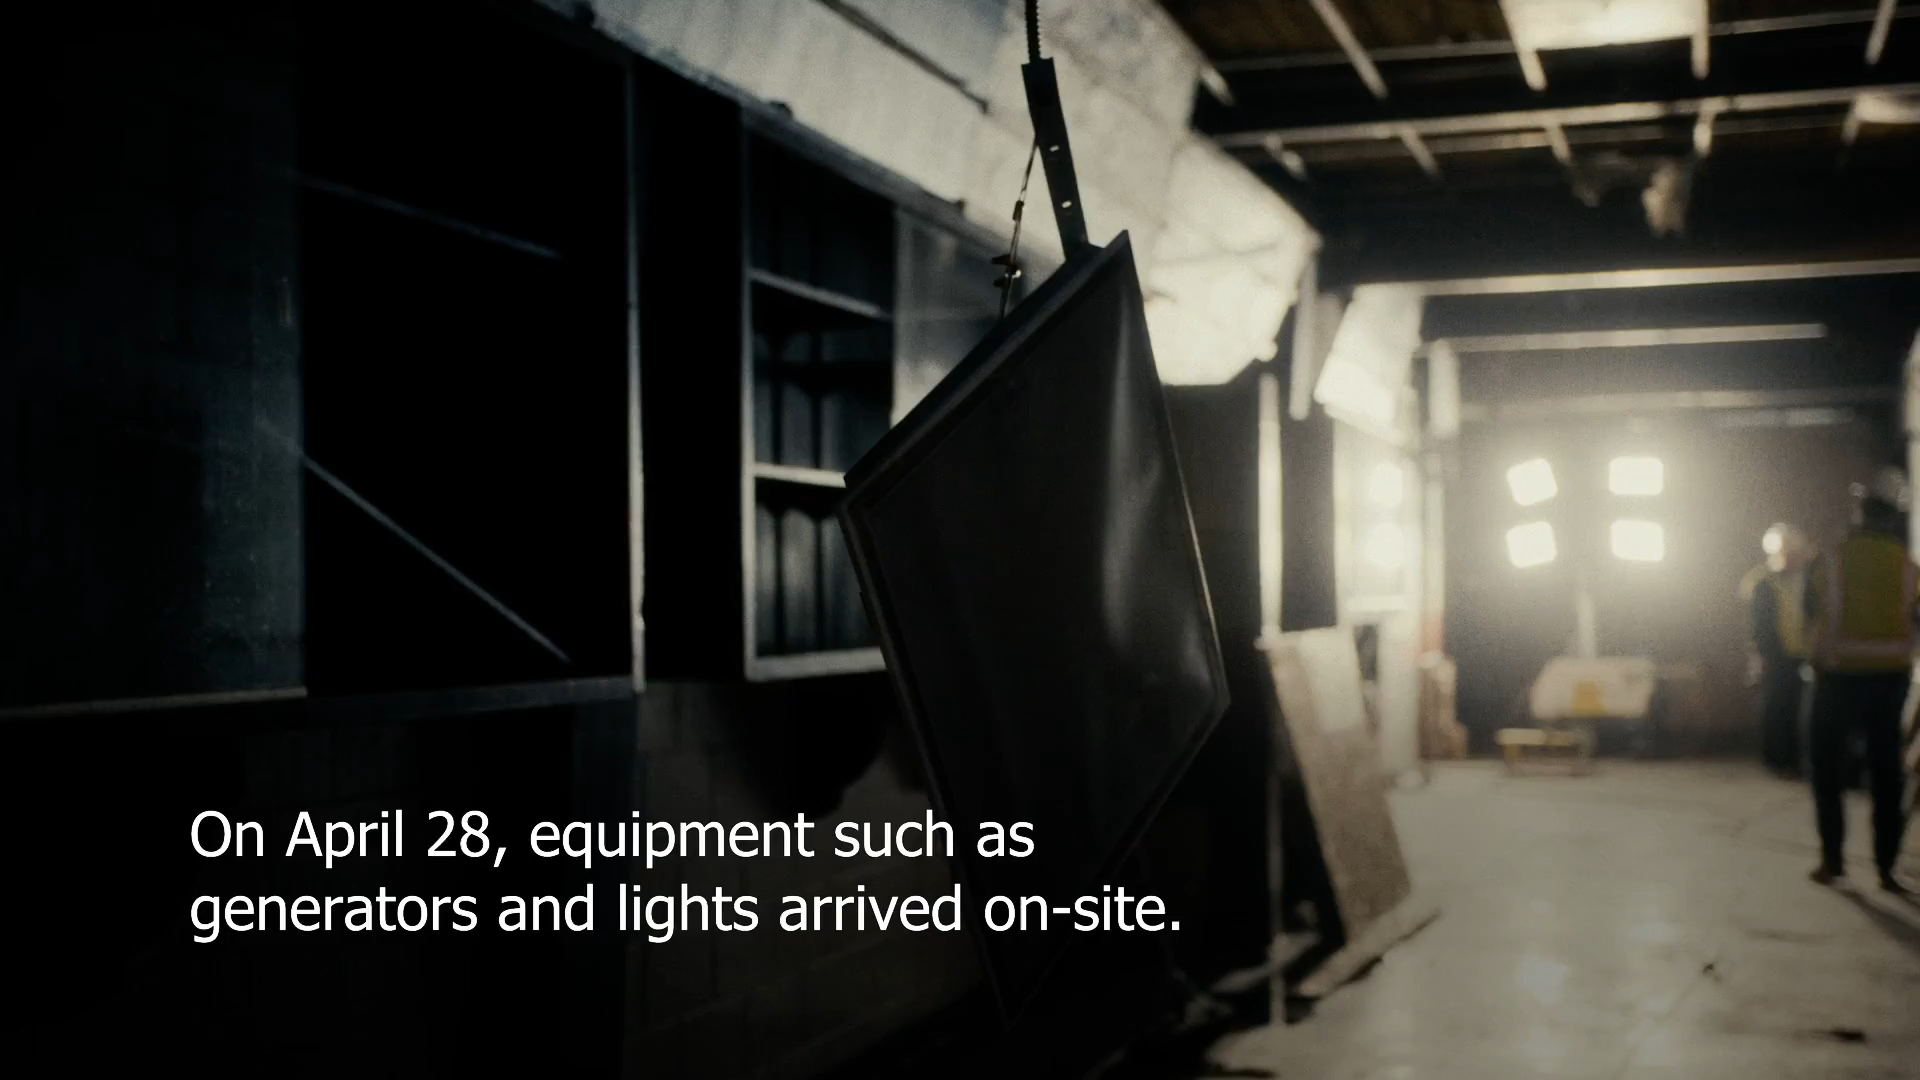 On April 28, equipment such as
generators and lights arrived on-site.